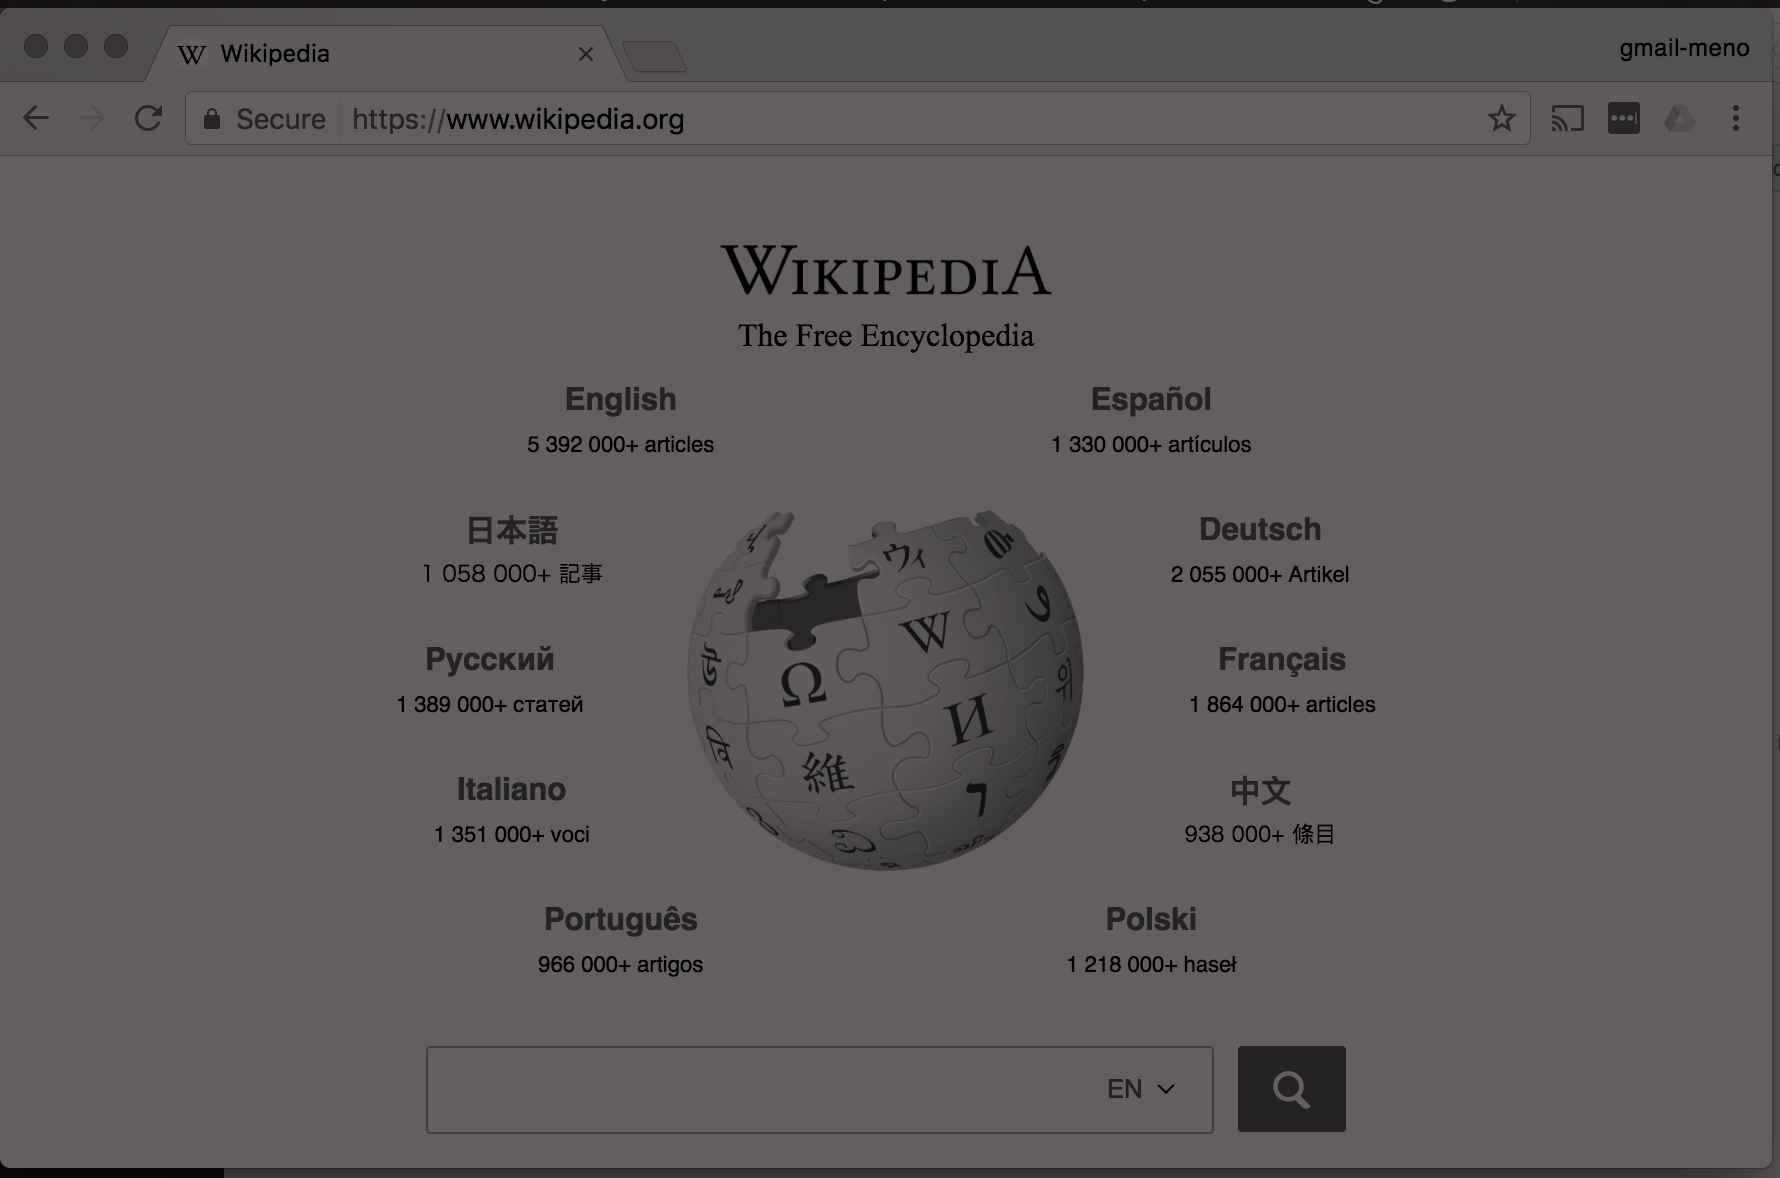 Wikipedia
gmail-meno
Secure
https://www.wikipedia.org
WIKIPEDIA
The Free Encyclopedia
English
5 392 000+ articles
Español
1 330 000+ artículos
日本語
1 058 000+ 記事
Deutsch
2 055 000+ Artikel
Русский
1 389 000+ статей
Français
1 864 000+ articles
Italiano
1 351 000+ voci
中文
938 000+ 條目
Português
966 000+ artigos
Polski
1 218 000+ haseł
ウィ
W
Ω
И
維
EN